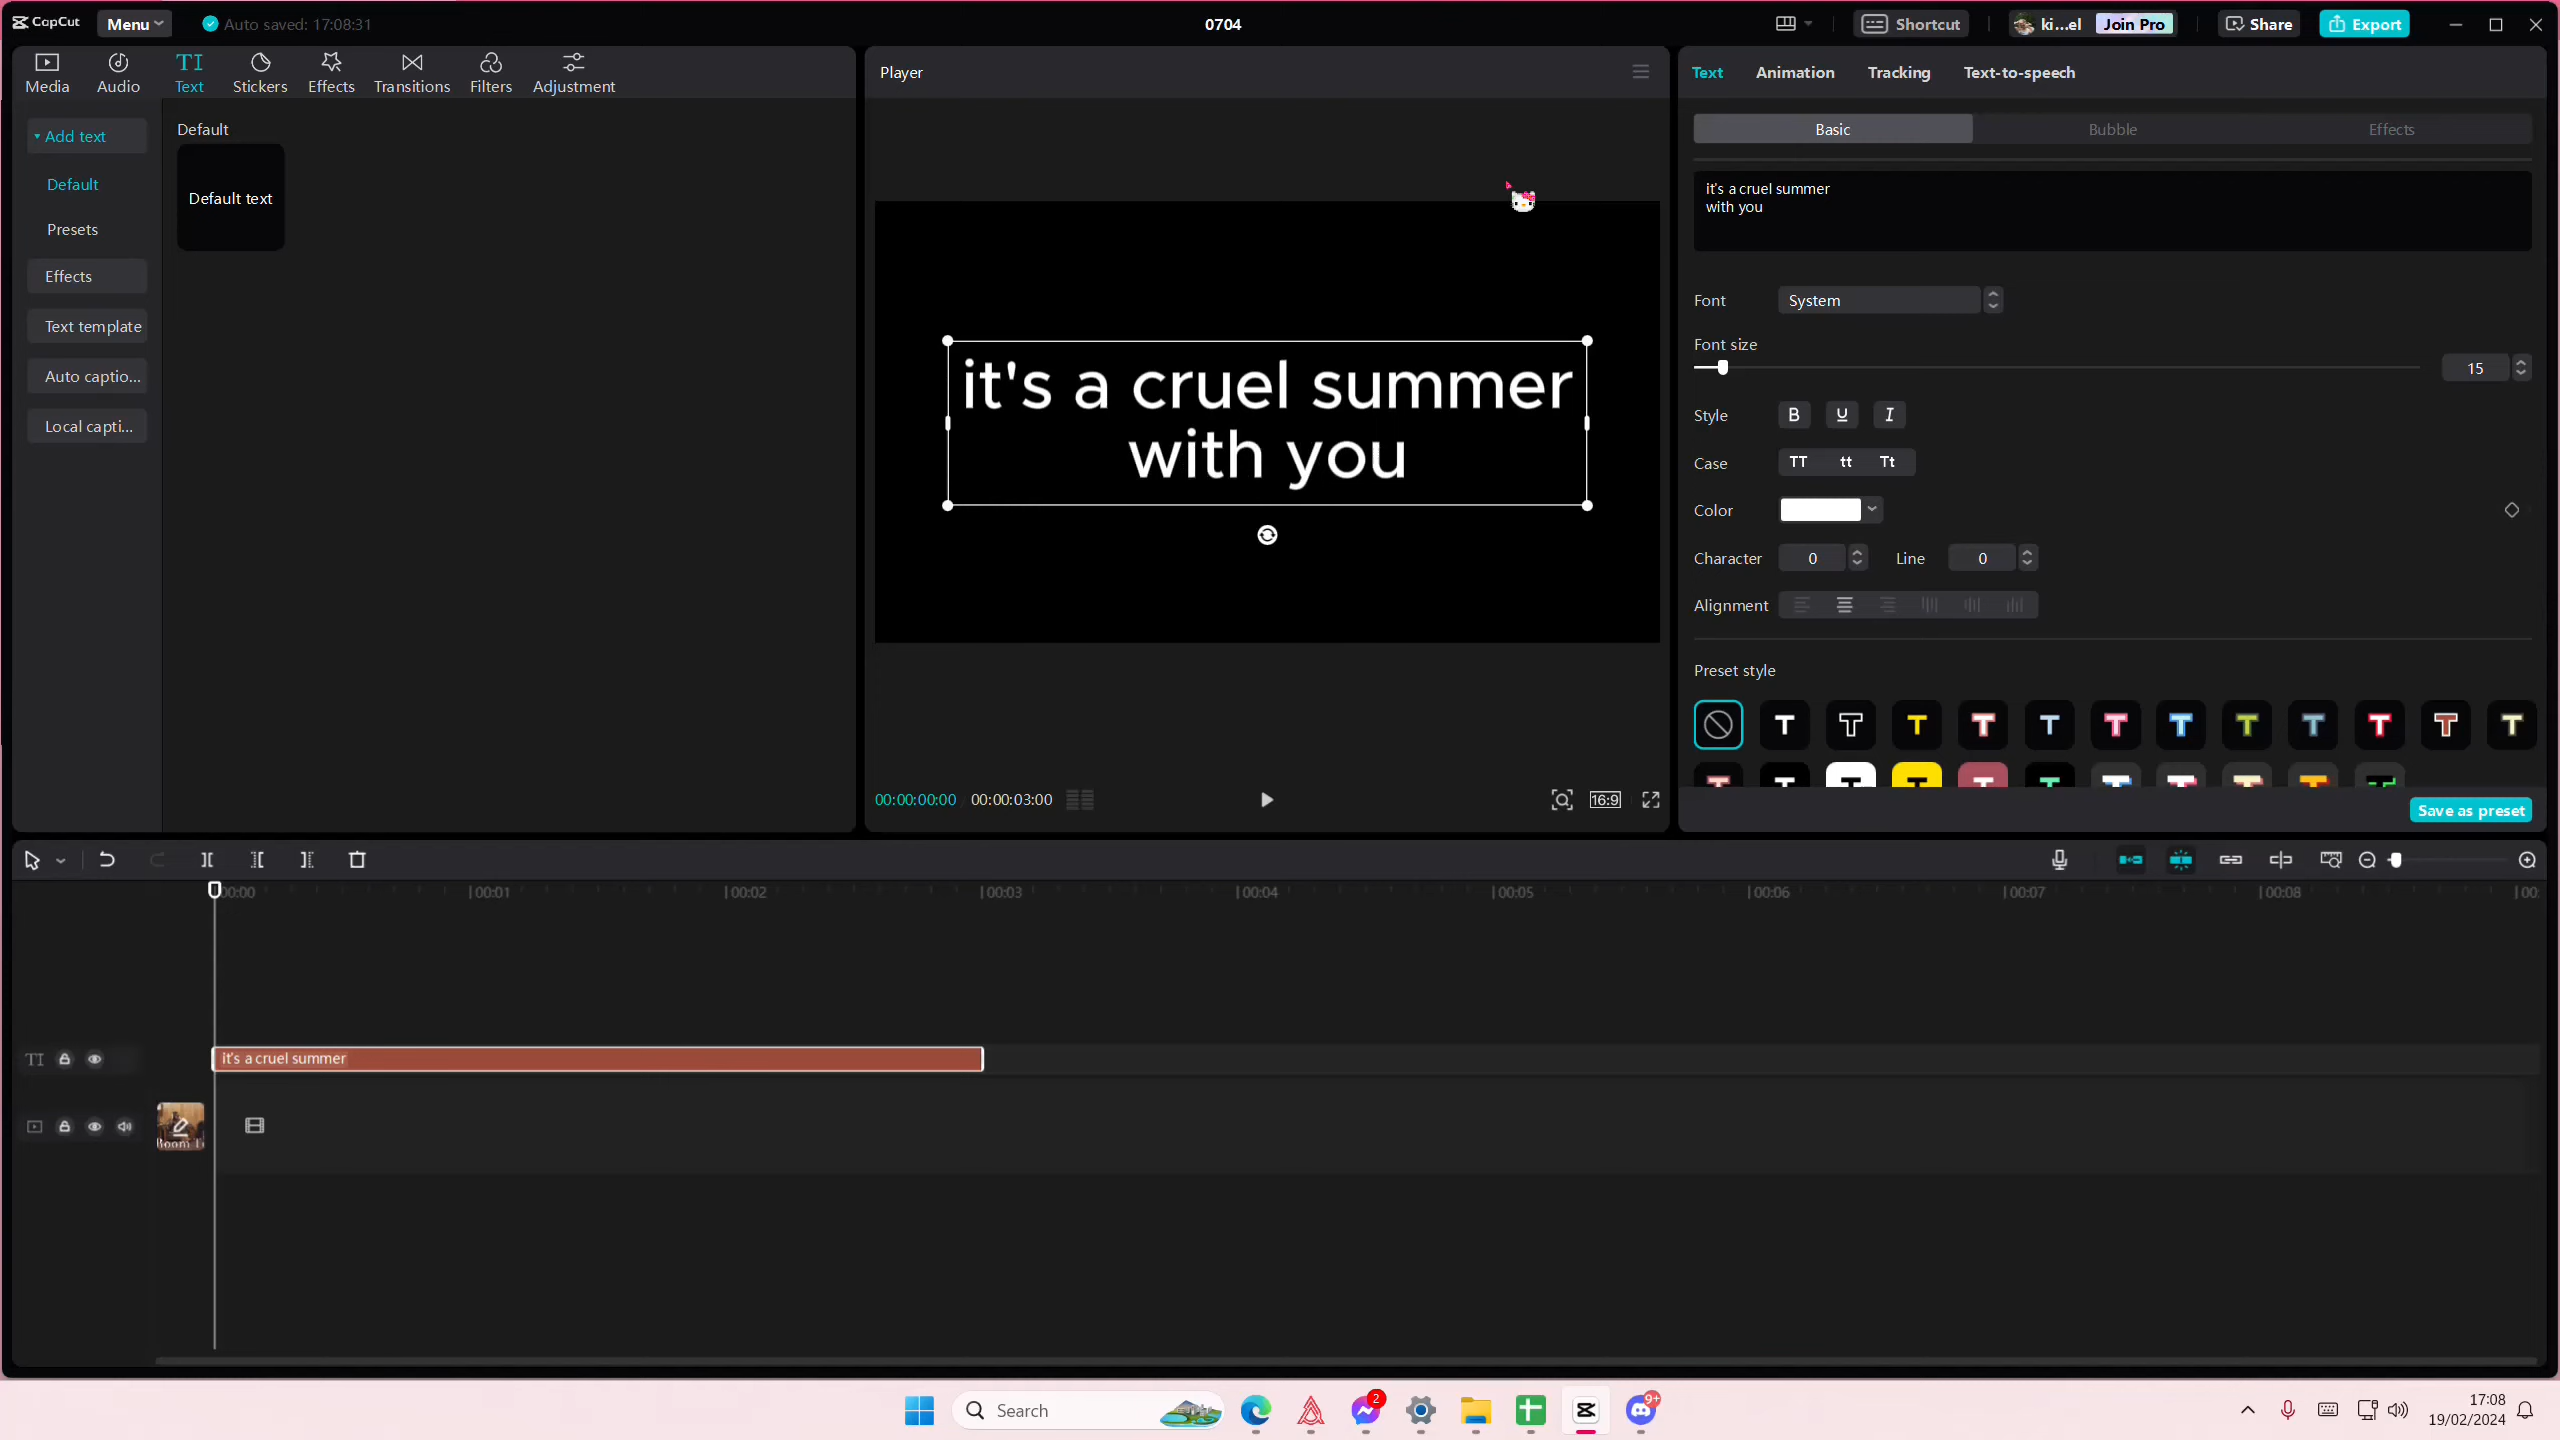 CapCut
Menu
Auto saved: 17:08:31
0704
Shortcut
ki...el
Join Pro
Share
Export
Media
Audio
TI
Text
Stickers
Effects
Transitions
Filters
Adjustment
Add text
Default
Presets
Effects
Text template
Auto captio...
Local capti...
Default
Default text
Player
it's a cruel summer
with you
00:00:00:00
00:00:03:00
16:9
Text
Animation
Tracking
Text-to-speech
Basic
Bubble
Effects
it's a cruel summer
with you
Font
System
Font size
15
Style
B U I
Case
TT tt Tt
Color
Character
0
Line
0
Alignment
Preset style
T T T T T T T T T T T T
Save as preset
00:00
00:01
00:02
00:03
00:04
00:05
00:06
00:07
00:08
00:
TI
it's a cruel summer
Search
2
9+
17:08
19/02/2024